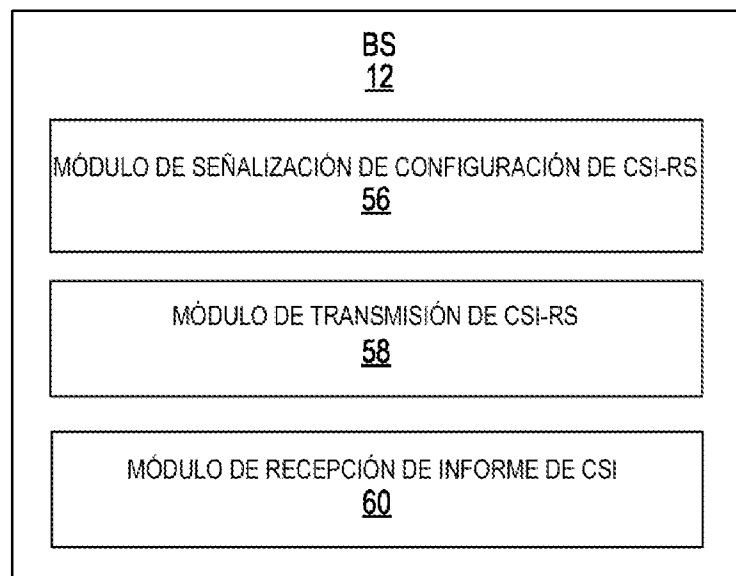 BS
12
MÓDULO DE SEÑALIZACIÓN DE CONFIGURACIÓN DE CSI-RS
56
MÓDULO DE TRANSMISIÓN DE CSI-RS
58
MÓDULO DE RECEPCIÓN DE INFORME DE CSI
60